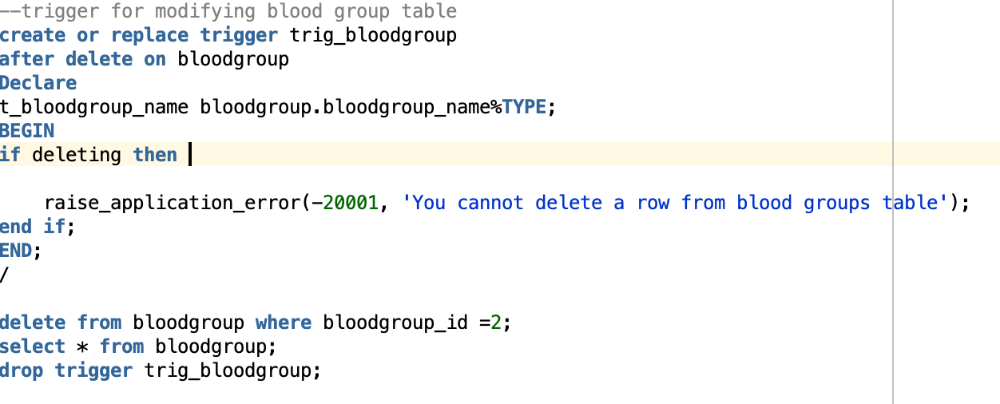 --trigger for modifying blood group table
create or replace trigger trig_bloodgroup
after delete on bloodgroup
Declare
t_bloodgroup_name bloodgroup.bloodgroup_name%TYPE;
BEGIN
if deleting then
raise_application_error(-20001, 'You cannot delete a row from blood groups table');
end if;
END;
/
delete from bloodgroup where bloodgroup_id =2;
select * from bloodgroup;
drop trigger trig_bloodgroup;